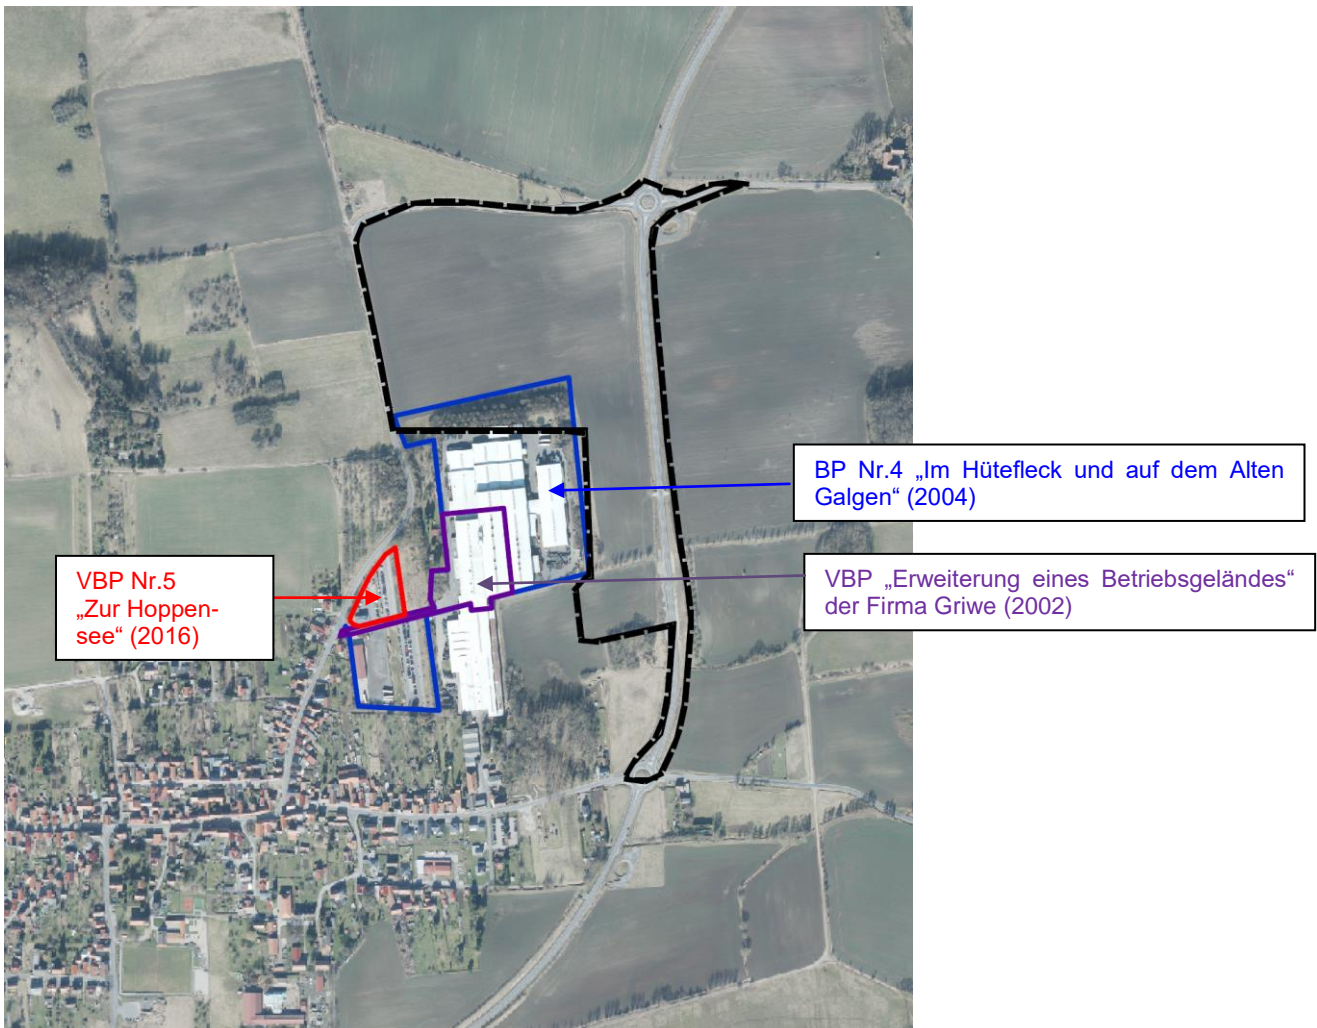 BP Nr.4 „Im Hütefleck und auf dem Alten
Galgen“ (2004)
VBP „Erweiterung eines Betriebsgeländes“
der Firma Griwe (2002)
VBP Nr.5
„Zur Hoppen-
see“ (2016)